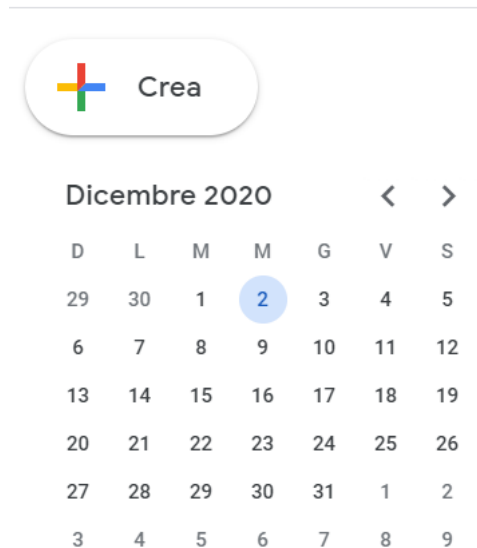 Crea
Dicembre 2020
D L M M G V S
29 30 1 2 3 4 5
6 7 8 9 10 11 12
13 14 15 16 17 18 19
20 21 22 23 24 25 26
27 28 29 30 31 1 2
3 4 5 6 7 8 9